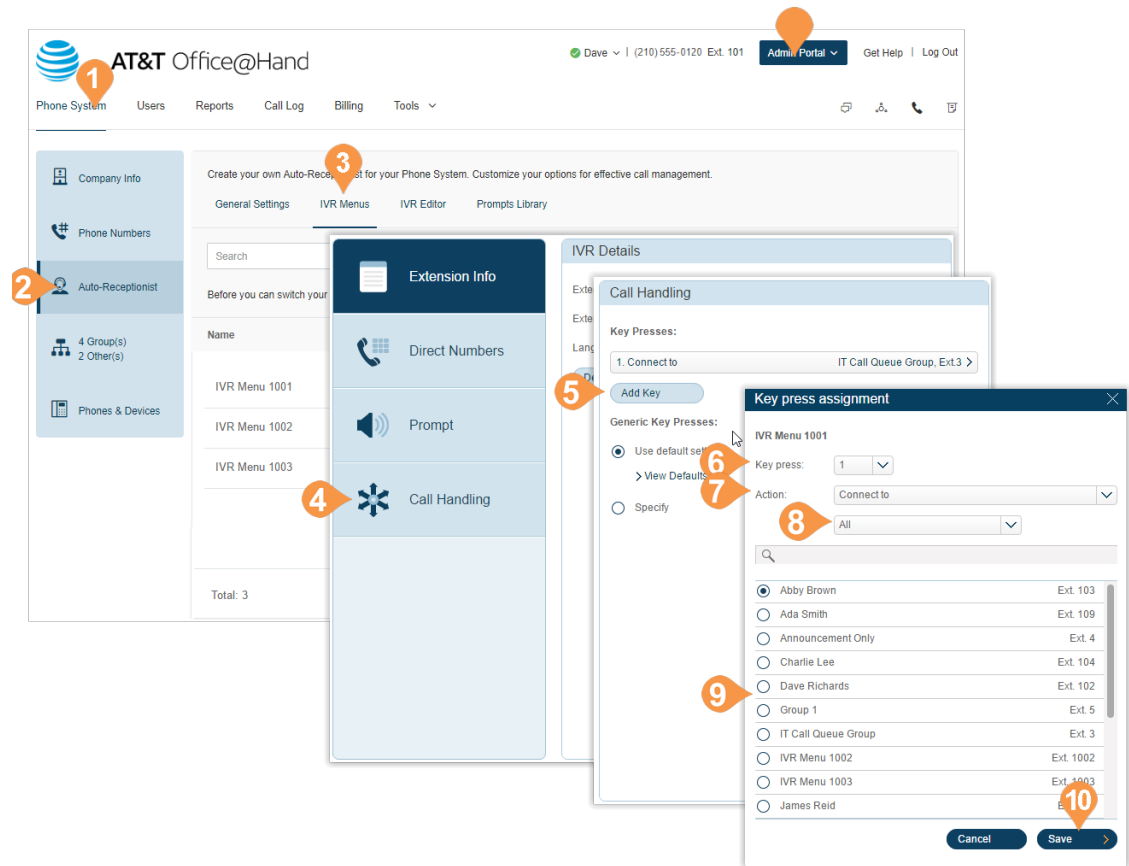 AT&T Office@Hand
Dave | (210) 555-0120 Ext. 101
Admin Portal
Get Help | Log Out
1
Phone System
Users
Reports
Call Log
Billing
Tools
Company Info
Phone Numbers
2
Auto-Receptionist
4 Group(s)
2 Other(s)
Phones & Devices
3
Create your own Auto-Receptionist for your Phone System. Customize your options for effective call management.
General Settings
IVR Menus
IVR Editor
Prompts Library
Search
Before you can switch your
Name
IVR Menu 1001
IVR Menu 1002
IVR Menu 1003
Total: 3
Extension Info
Direct Numbers
Prompt
4
Call Handling
IVR Details
Exte
Exte
Lang
De
Call Handling
Key Presses:
1. Connect to
IT Call Queue Group, Ext.3
5
Add Key
Generic Key Presses:
Use default sett
View Defaults
Specify
Key press assignment
IVR Menu 1001
6
Key press:
1
7
Action:
Connect to
8
All
9
Abby Brown Ext. 103
Ada Smith Ext. 109
Announcement Only Ext. 4
Charlie Lee Ext. 104
Dave Richards Ext. 102
Group 1 Ext. 5
IT Call Queue Group Ext. 3
IVR Menu 1002 Ext. 1002
IVR Menu 1003 Ext. 1003
James Reid
10
Cancel
Save